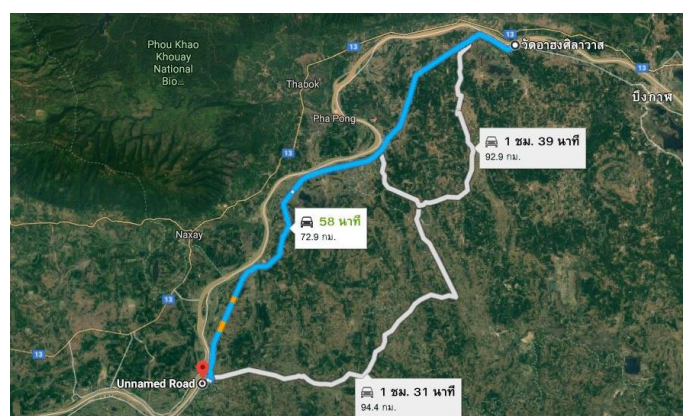 13
วัดอาฮงศิลาวาส
Phou Khao
Khouay
National
Bio...
13
13
Thabok
บึงกาฬ
Pha Pong
1 ชม. 39 นาที
92.9 กม.
13
58 นาที
72.9 กม.
Naxay
13
13
Unnamed Road
1 ชม. 31 นาที
94.4 กม.